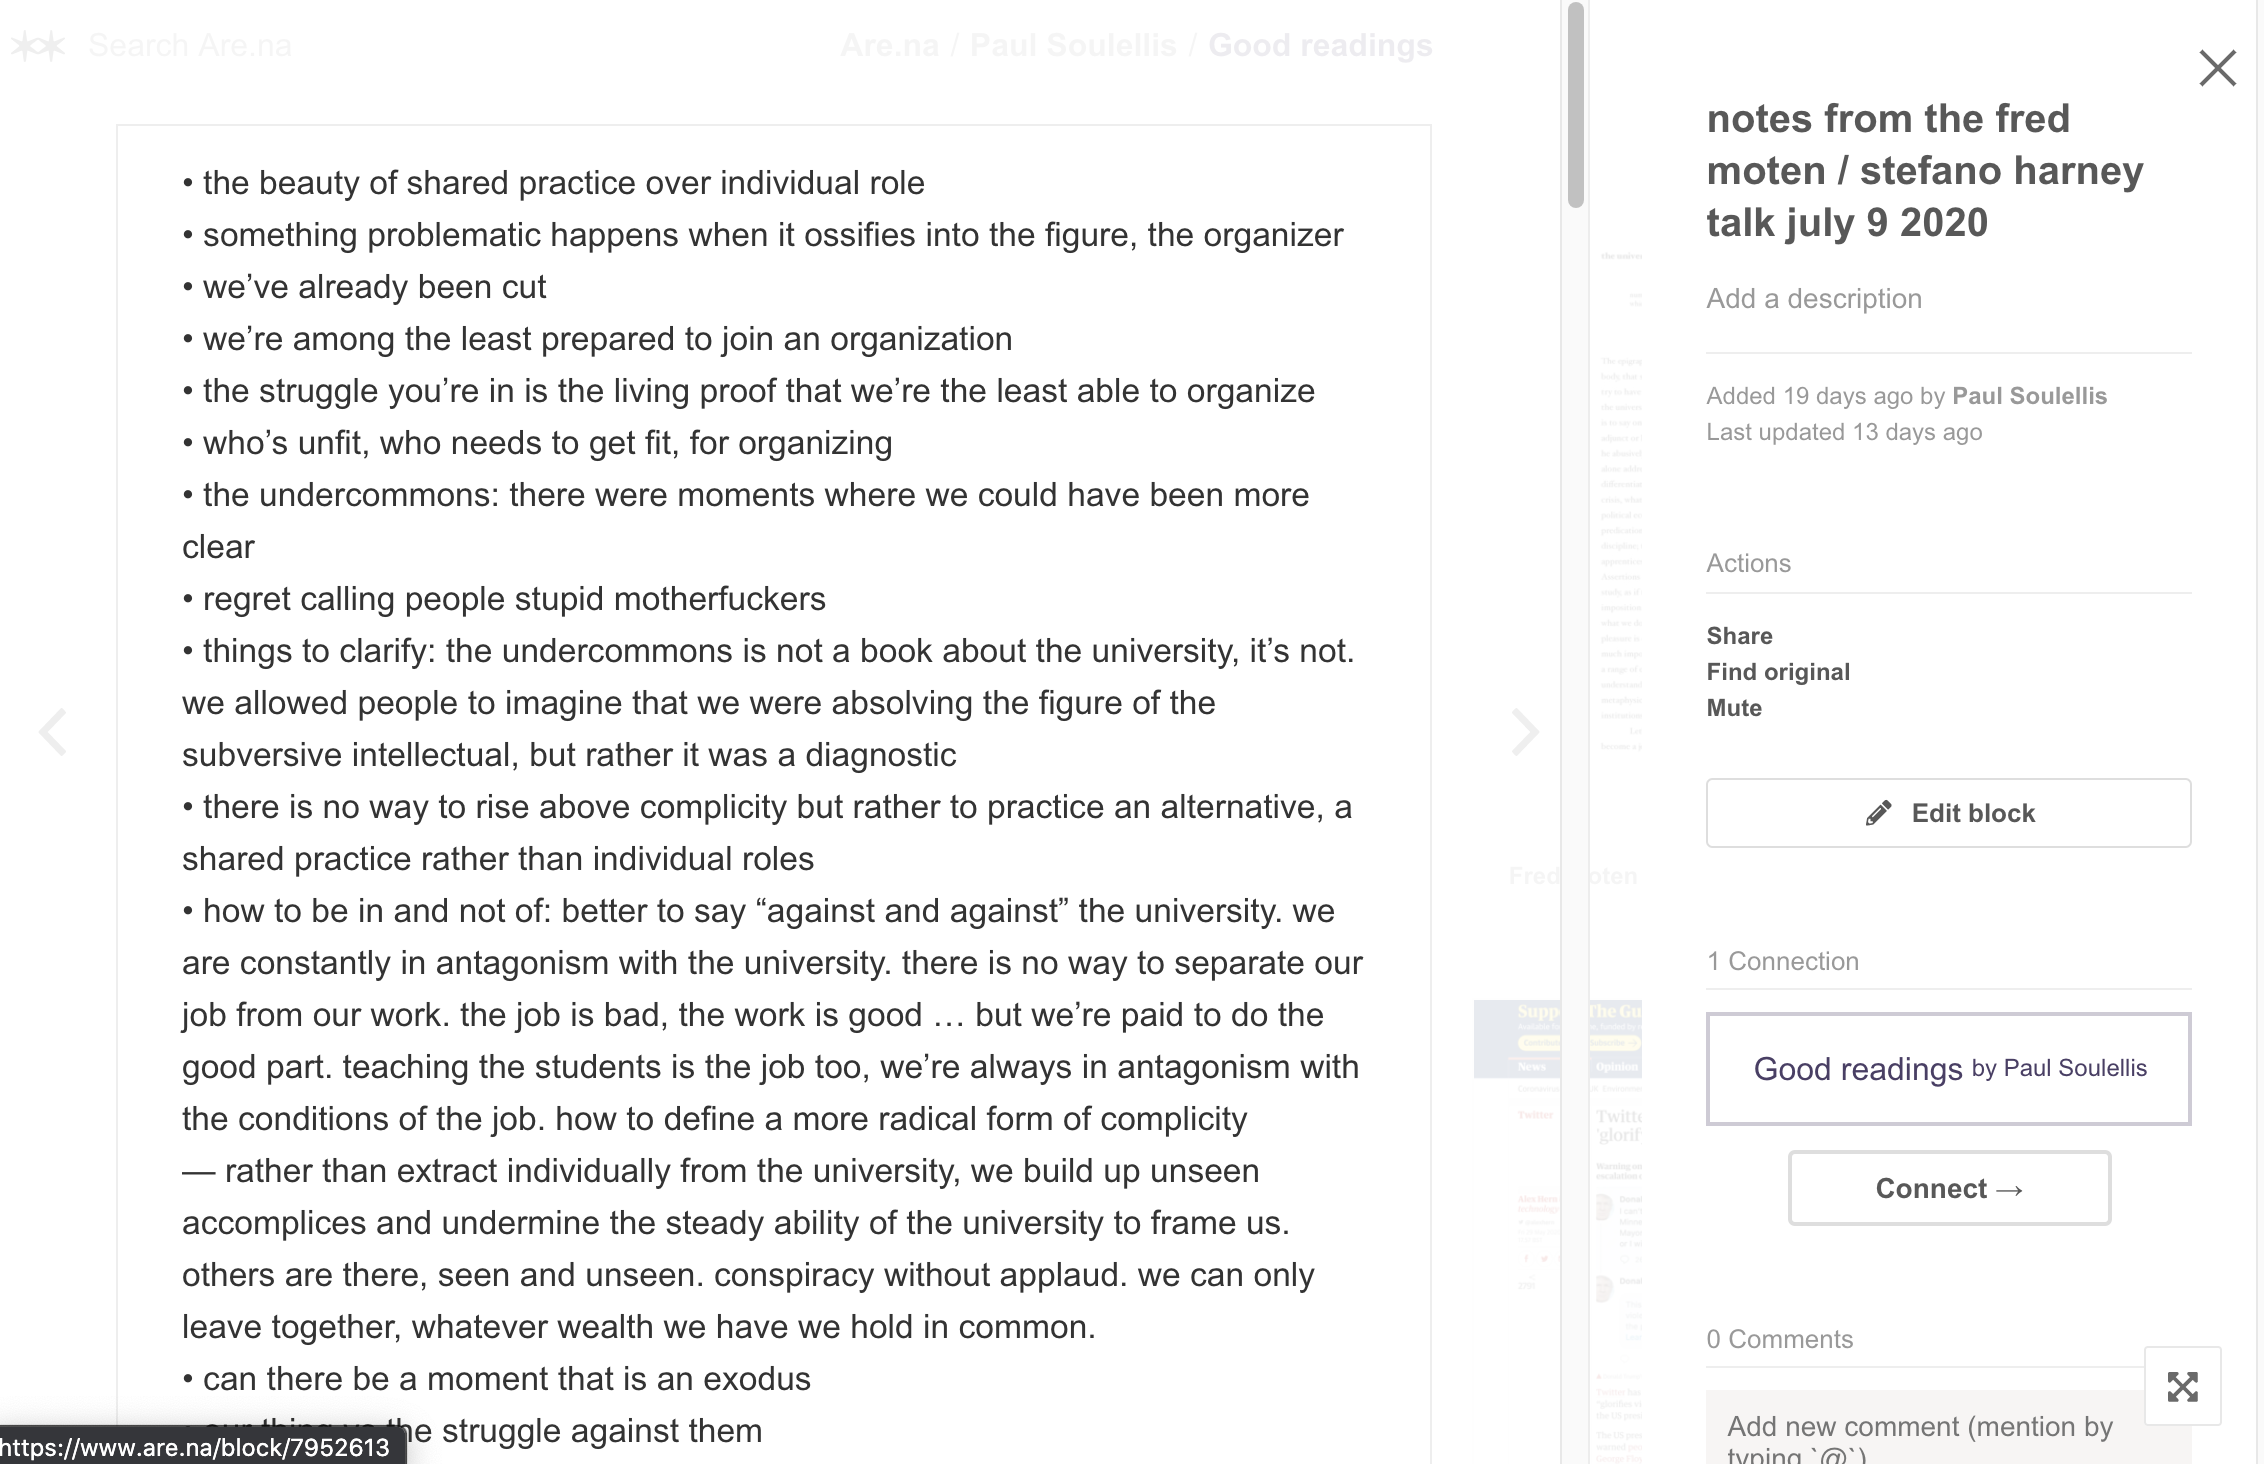 Search Are.na
Are.na / Paul Soulellis / Good readings
• the beauty of shared practice over individual role
• something problematic happens when it ossifies into the figure, the organizer
• we’ve already been cut
• we’re among the least prepared to join an organization
• the struggle you’re in is the living proof that we’re the least able to organize
• who’s unfit, who needs to get fit, for organizing
• the undercommons: there were moments where we could have been more
clear
• regret calling people stupid motherfuckers
• things to clarify: the undercommons is not a book about the university, it’s not.
we allowed people to imagine that we were absolving the figure of the
subversive intellectual, but rather it was a diagnostic
• there is no way to rise above complicity but rather to practice an alternative, a
shared practice rather than individual roles
• how to be in and not of: better to say “against and against” the university. we
are constantly in antagonism with the university. there is no way to separate our
job from our work. the job is bad, the work is good … but we’re paid to do the
good part. teaching the students is the job too, we’re always in antagonism with
the conditions of the job. how to define a more radical form of complicity
— rather than extract individually from the university, we build up unseen
accomplices and undermine the steady ability of the university to frame us.
others are there, seen and unseen. conspiracy without applaud. we can only
leave together, whatever wealth we have we hold in common.
• can there be a moment that is an exodus
• our thing vs the struggle against them
https://www.are.na/block/7952613
Fred oten
Supp The Gu
News Opinion
Twitter
Twitte
'glorif
notes from the fred
moten / stefano harney
talk july 9 2020
Add a description
Added 19 days ago by Paul Soulellis
Last updated 13 days ago
Actions
Share
Find original
Mute
Edit block
1 Connection
Good readings by Paul Soulellis
Connect →
0 Comments
Add new comment (mention by
typing `@`)